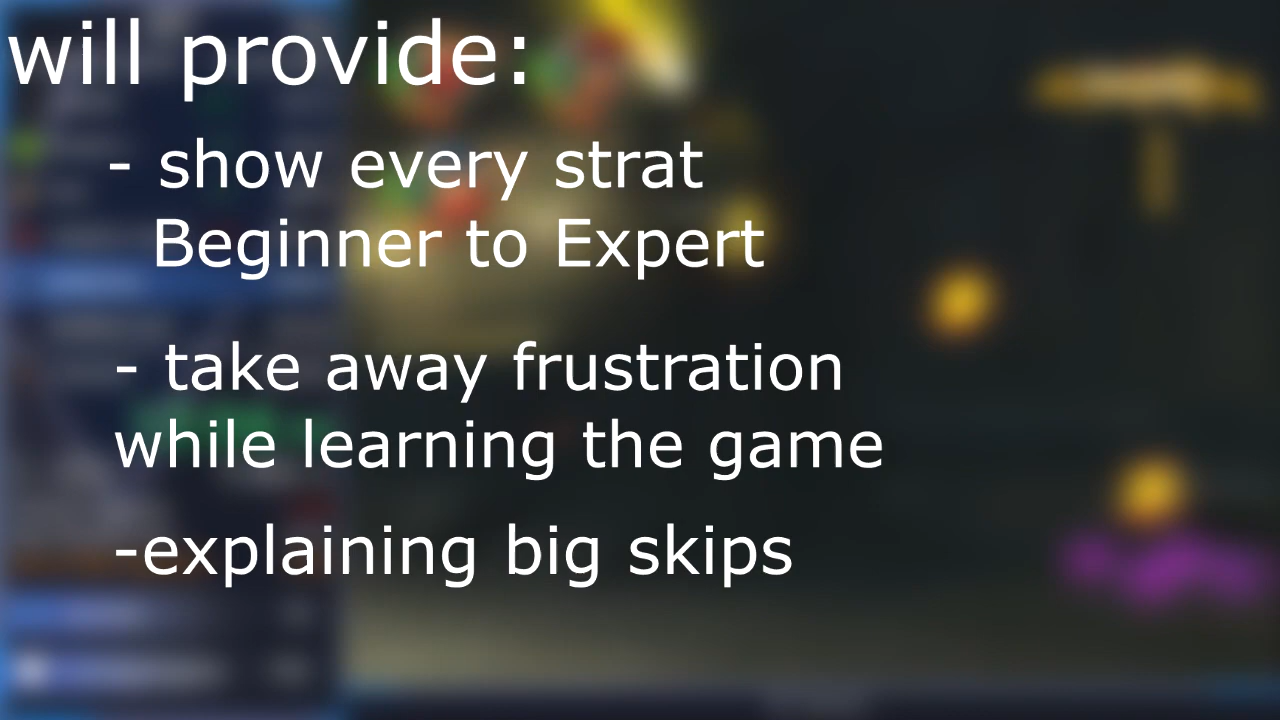 will provide:
- show every strat
Beginner to Expert
- take away frustration
while learning the game
-explaining big skips